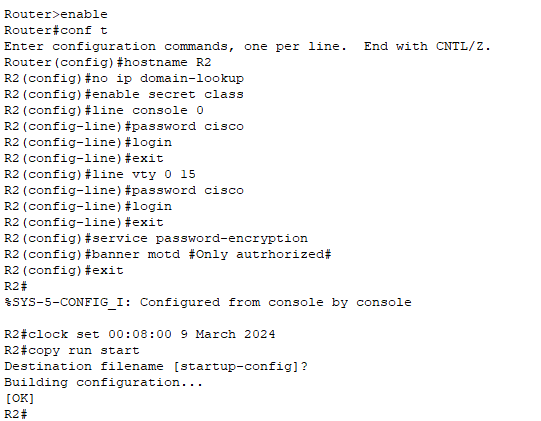 Router>enable
Router#conf t
Enter configuration commands, one per line.  End with CNTL/Z.
Router(config)#hostname R2
R2(config)#no ip domain-lookup
R2(config)#enable secret class
R2(config)#line console 0
R2(config-line)#password cisco
R2(config-line)#login
R2(config-line)#exit
R2(config)#line vty 0 15
R2(config-line)#password cisco
R2(config-line)#login
R2(config-line)#exit
R2(config)#service password-encryption
R2(config)#banner motd #Only autrhorized#
R2(config)#exit
R2#
%SYS-5-CONFIG_I: Configured from console by console

R2#clock set 00:08:00 9 March 2024
R2#copy run start
Destination filename [startup-config]?
Building configuration...
[OK]
R2#